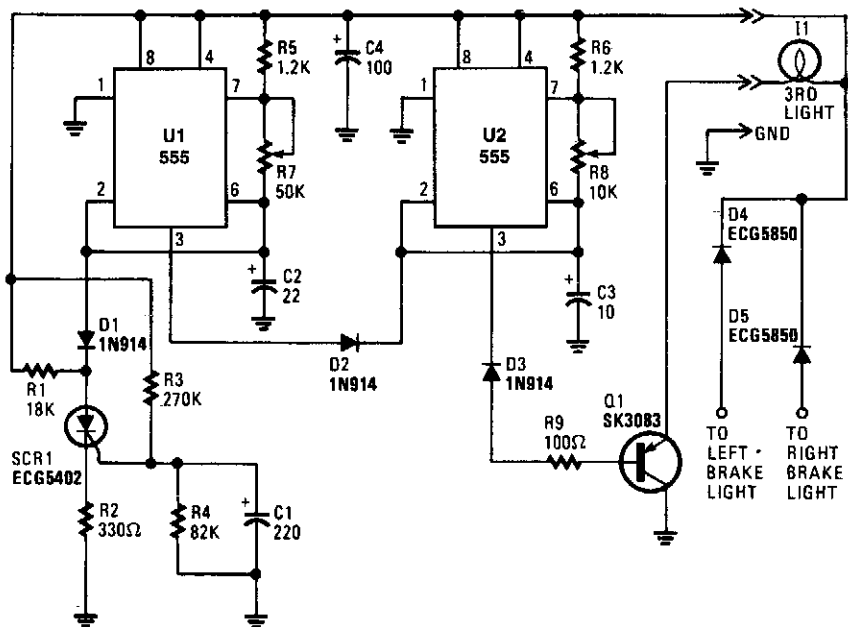 8
4
R5
1.2K
+
C4
100
8
4
R6
1.2K
I1
3RD
LIGHT
1
7
U1
555
R7
50K
2
6
3
1
7
U2
555
R8
10K
2
6
3
GND
D4
ECG5850
+
C2
22
+
C3
10
D5
ECG5850
D1
1N914
D2
1N914
D3
1N914
R1
18K
R3
270K
Q1
SK3083
R9
100Ω
SCR1
ECG5402
R2
330Ω
R4
82K
+
C1
220
TO
LEFT
BRAKE
LIGHT
TO
RIGHT
BRAKE
LIGHT